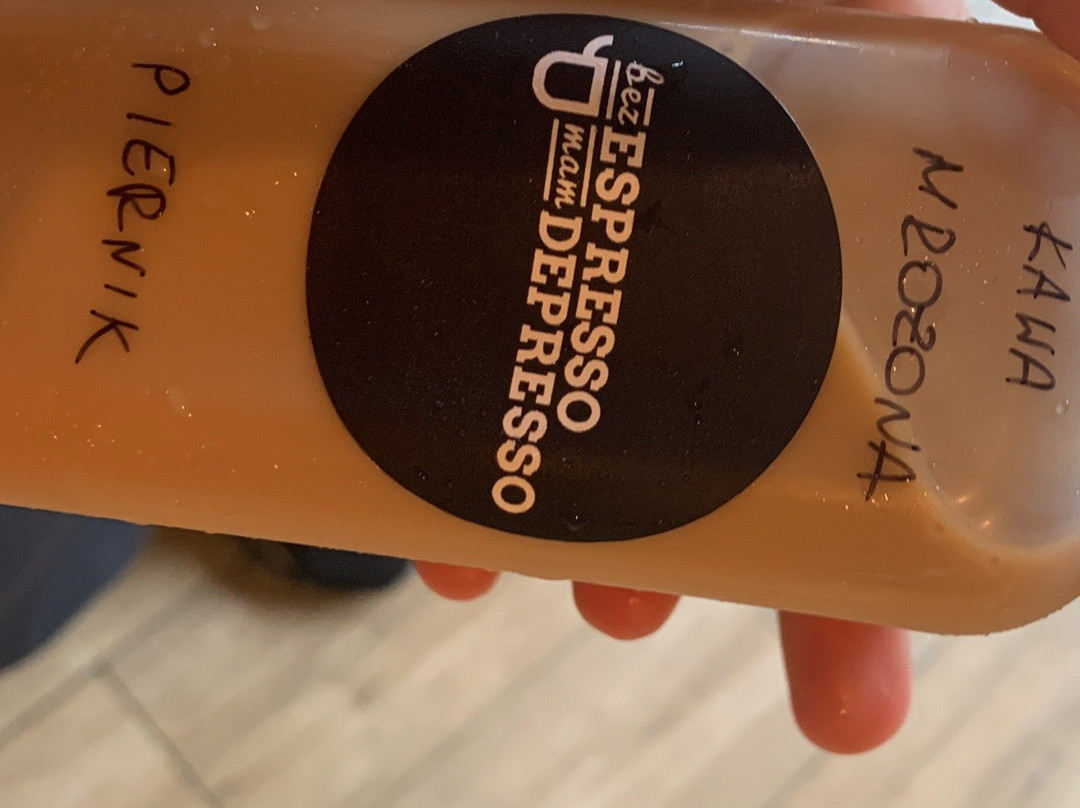 KAWA
MROŻONA
bez ESPRESSO
mam DEPRESSO
PIERNIK